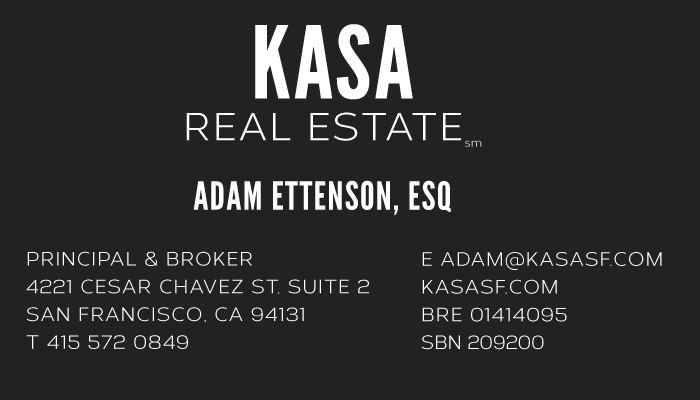 KASA
REAL ESTATE sm
ADAM ETTENSON, ESQ
PRINCIPAL & BROKER
4221 CESAR CHAVEZ ST. SUITE 2
SAN FRANCISCO, CA 94131
T 415 572 0849
E ADAM@KASASF.COM
KASASF.COM
BRE 01414095
SBN 209200